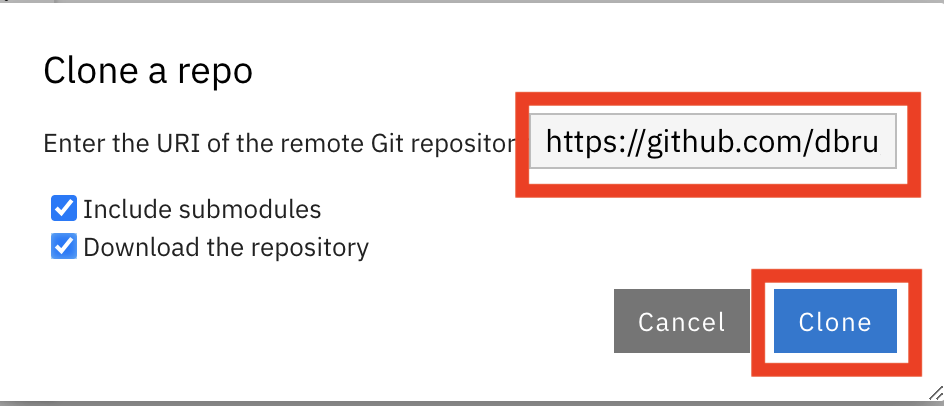 Clone a repo
Enter the URI of the remote Git repositor
https://github.com/dbru
Include submodules
Download the repository
Cancel
Clone